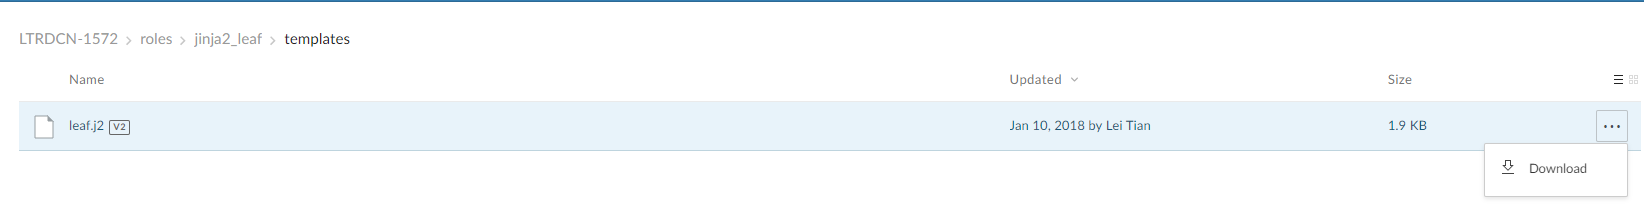 LTRDCN-1572 > roles > jinja2_leaf > templates
Name Updated Size
leaf.j2 V2 Jan 10, 2018 by Lei Tian 1.9 KB ...
Download